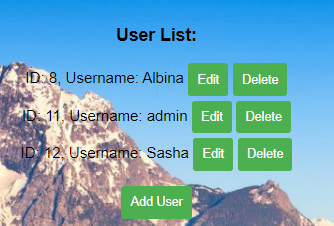 User List:
ID: 8, Username: Albina Edit Delete
ID: 11, Username: admin Edit Delete
ID: 12, Username: Sasha Edit Delete
Add User